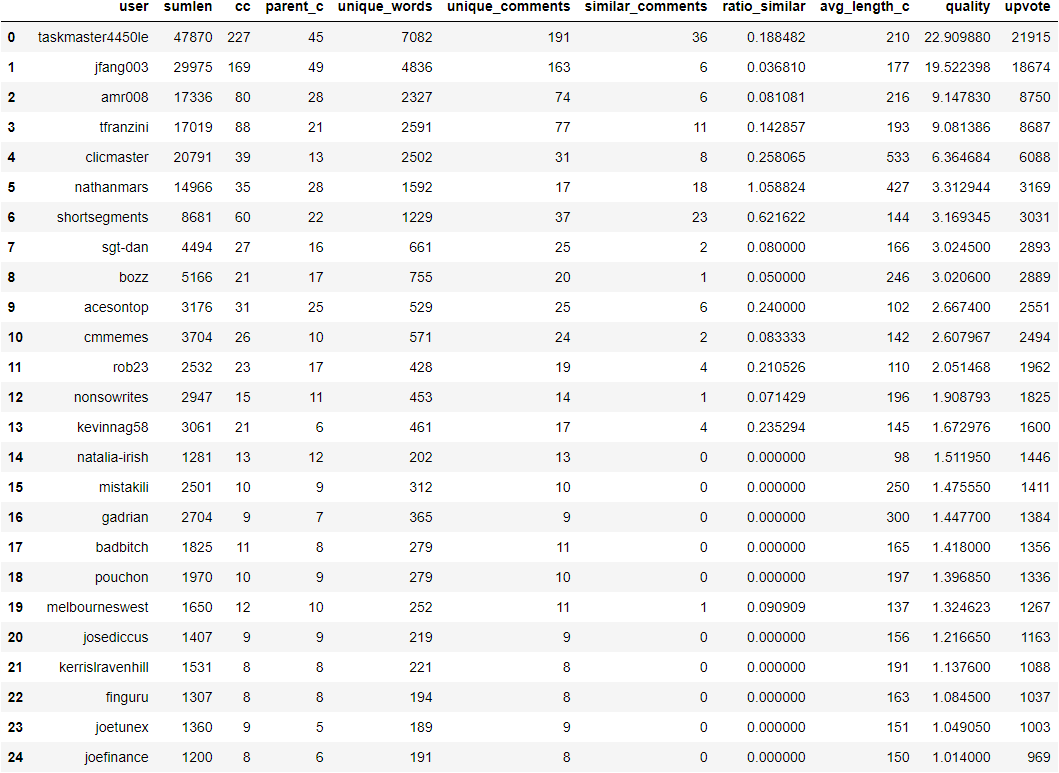 user sumlen cc parent_c unique_words unique_comments similar_comments ratio_similar avg_length_c quality upvote
0 taskmaster4450le 47870 227 45 7082 191 36 0.188482 210 22.909880 21915
1 jfang003 29975 169 49 4836 163 6 0.036810 177 19.522398 18674
2 amr008 17336 80 28 2327 74 6 0.081081 216 9.147830 8750
3 tfranzini 17019 88 21 2591 77 11 0.142857 193 9.081386 8687
4 clicmaster 20791 39 13 2502 31 8 0.258065 533 6.364684 6088
5 nathanmars 14966 35 28 1592 17 18 1.058824 427 3.312944 3169
6 shortsegments 8681 60 22 1229 37 23 0.621622 144 3.169345 3031
7 sgt-dan 4494 27 16 661 25 2 0.080000 166 3.024500 2893
8 bozz 5166 21 17 755 20 1 0.050000 246 3.020600 2889
9 acesontop 3176 31 25 529 25 6 0.240000 102 2.667400 2551
10 cmmemes 3704 26 10 571 24 2 0.083333 142 2.607967 2494
11 rob23 2532 23 17 428 19 4 0.210526 110 2.051468 1962
12 nonsowrites 2947 15 11 453 14 1 0.071429 196 1.908793 1825
13 kevinnag58 3061 21 6 461 17 4 0.235294 145 1.672976 1600
14 natalia-irish 1281 13 12 202 13 0 0.000000 98 1.511950 1446
15 mistakili 2501 10 9 312 10 0 0.000000 250 1.475550 1411
16 gadrian 2704 9 7 365 9 0 0.000000 300 1.447700 1384
17 badbitch 1825 11 8 279 11 0 0.000000 165 1.418000 1356
18 pouchon 1970 10 9 279 10 0 0.000000 197 1.396850 1336
19 melbourneswest 1650 12 10 252 11 1 0.090909 137 1.324623 1267
20 josediccus 1407 9 9 219 9 0 0.000000 156 1.216650 1163
21 kerrislravenhill 1531 8 8 221 8 0 0.000000 191 1.137600 1088
22 finguru 1307 8 8 194 8 0 0.000000 163 1.084500 1037
23 joetunex 1360 9 5 189 9 0 0.000000 151 1.049050 1003
24 joefinance 1200 8 6 191 8 0 0.000000 150 1.014000 969